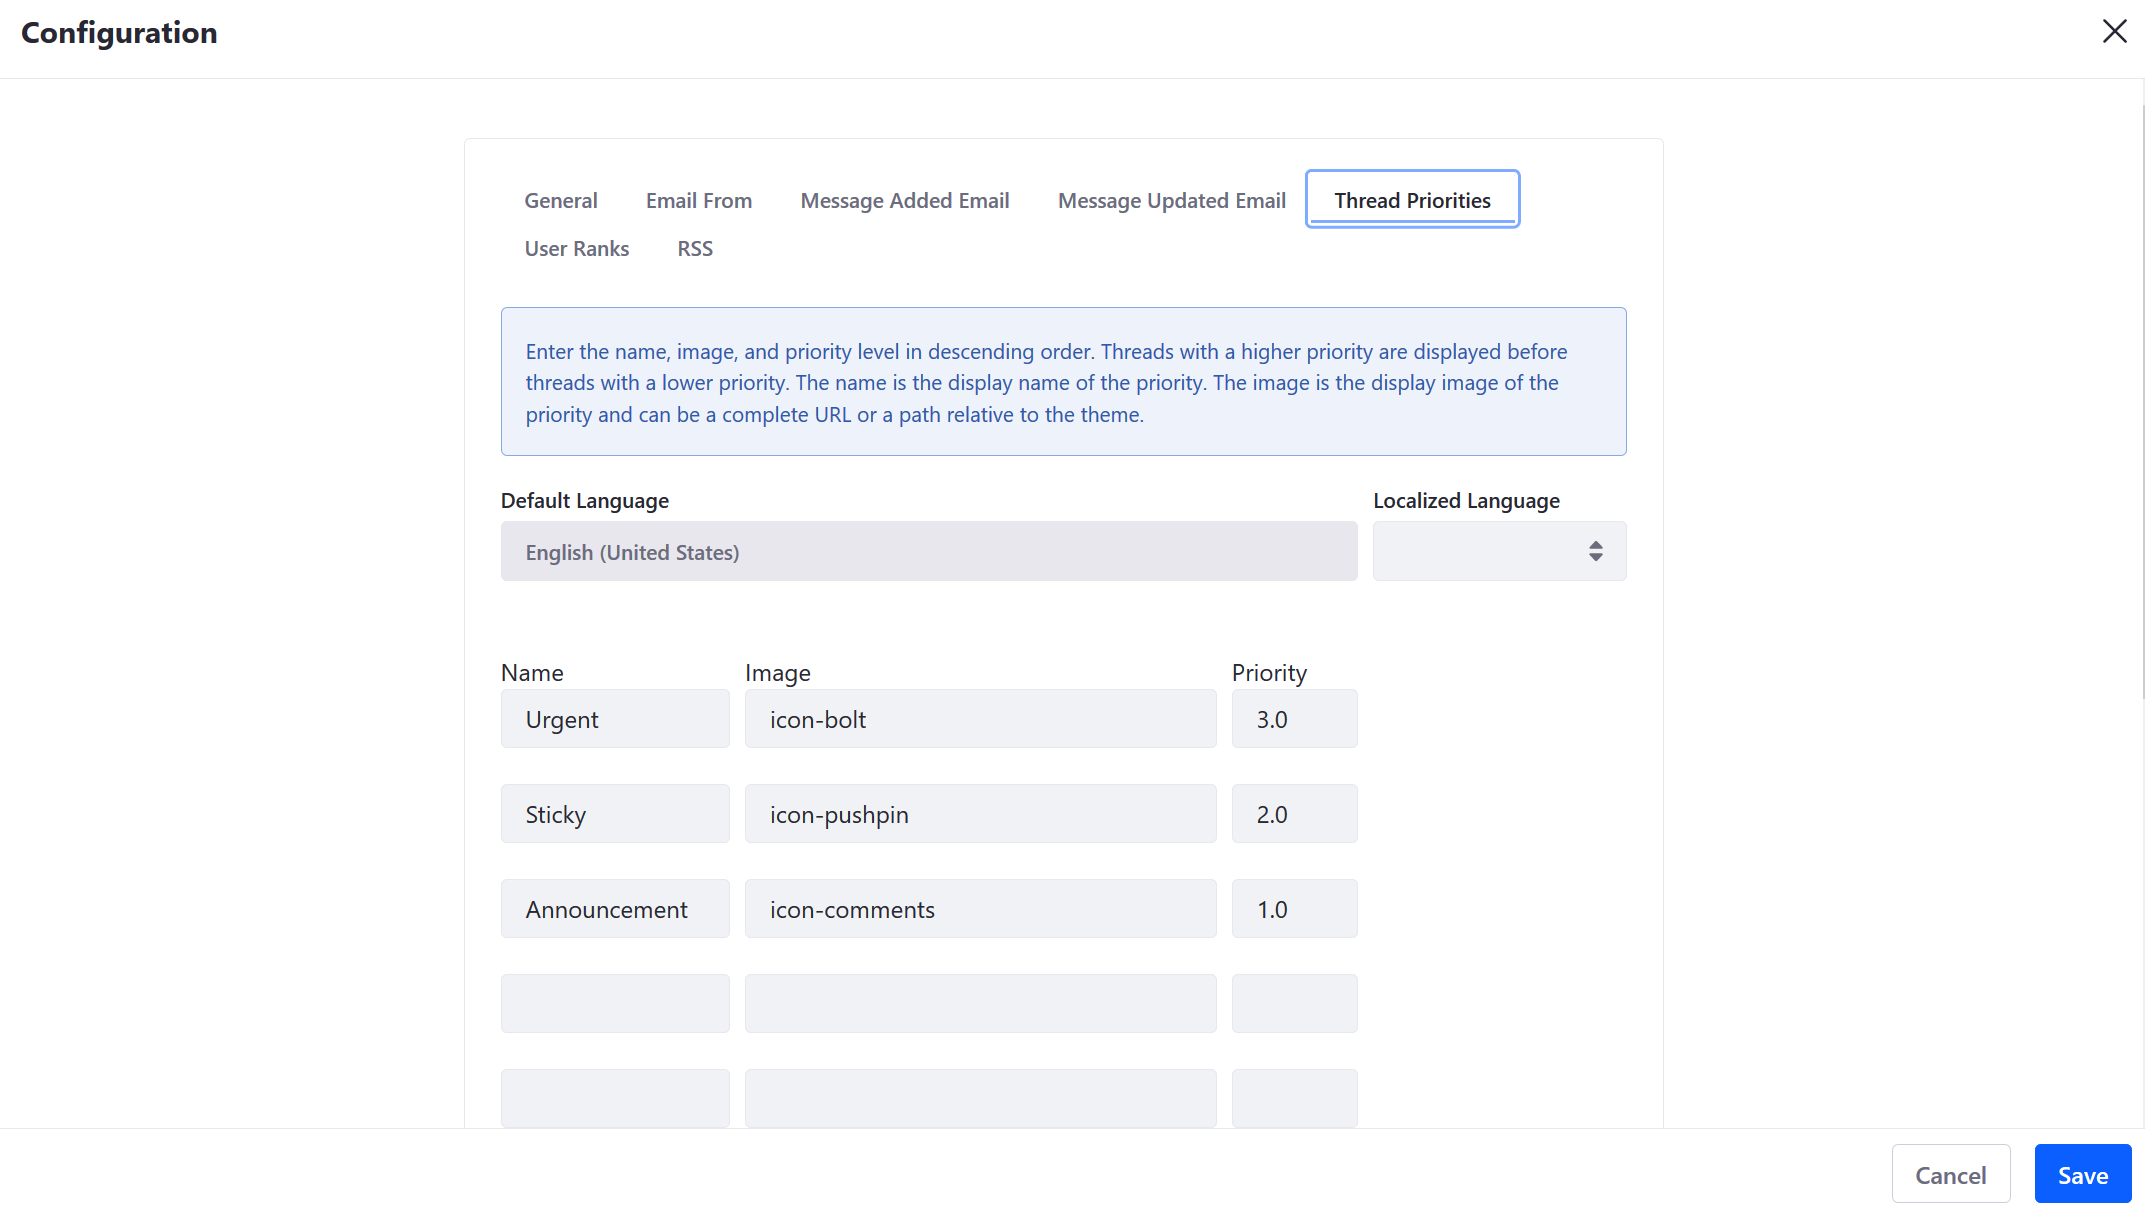 Configuration
General Email From Message Added Email Message Updated Email Thread Priorities
User Ranks RSS
Enter the name, image, and priority level in descending order. Threads with a higher priority are displayed before
threads with a lower priority. The name is the display name of the priority. The image is the display image of the
priority and can be a complete URL or a path relative to the theme.
Default Language Localized Language
English (United States)
Name Image Priority
Urgent icon-bolt 3.0
Sticky icon-pushpin 2.0
Announcement icon-comments 1.0
Cancel Save